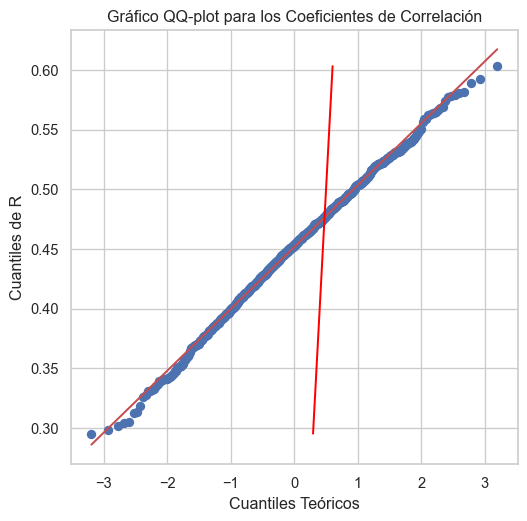 Gráfico QQ-plot para los Coeficientes de Correlación
0.60
0.55
0.50
0.45
0.40
0.35
0.30
Cuantiles de R
−3 −2 −1 0 1 2 3
Cuantiles Teóricos